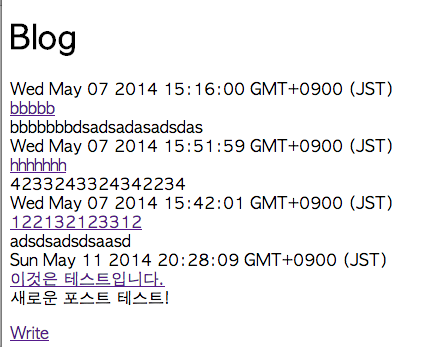 Blog
Wed May 07 2014 15:16:00 GMT+0900 (JST)
bbbbb
bbbbbbbdsadsadasadsdas
Wed May 07 2014 15:51:59 GMT+0900 (JST)
hhhhhhh
4233243324342234
Wed May 07 2014 15:42:01 GMT+0900 (JST)
122132123312
adsdsadsdsaasd
Sun May 11 2014 20:28:09 GMT+0900 (JST)
이것은 테스트입니다.
새로운 포스트 테스트!
Write